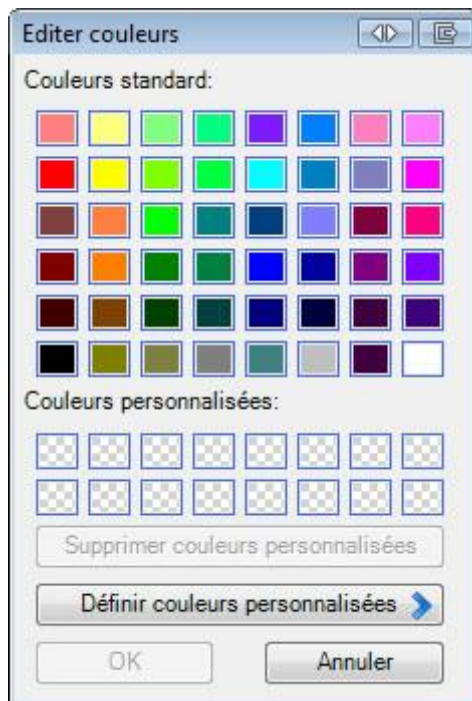 Editer couleurs
Couleurs standard:
Couleurs personnalisées:
Supprimer couleurs personnalisées
Définir couleurs personnalisées
OK
Annuler